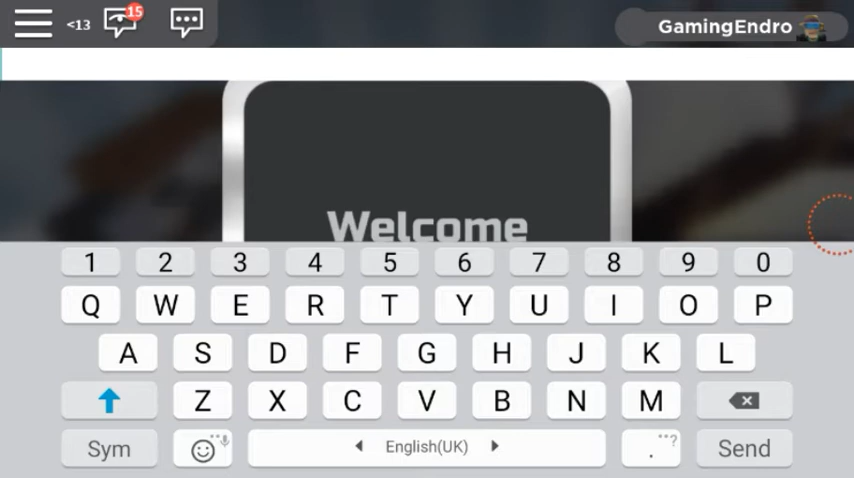 <13 15 GamingEndro
Welcome
1 2 3 4 5 6 7 8 9 0
Q W E R T Y U I O P
A S D F G H J K L
Z X C V B N M
Sym English(UK) . ? Send